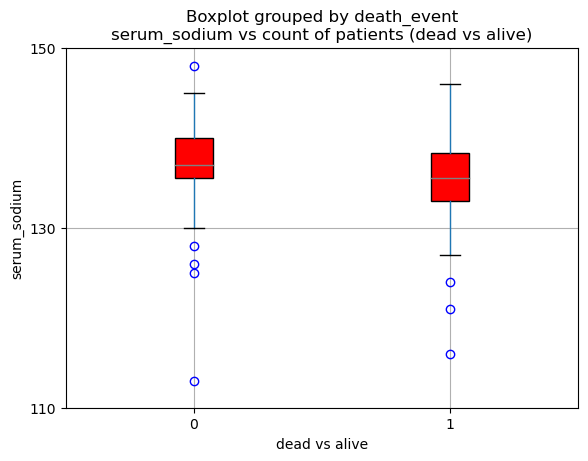 Boxplot grouped by death_event
serum_sodium vs count of patients (dead vs alive)
150
130
110
serum_sodium
0
1
dead vs alive